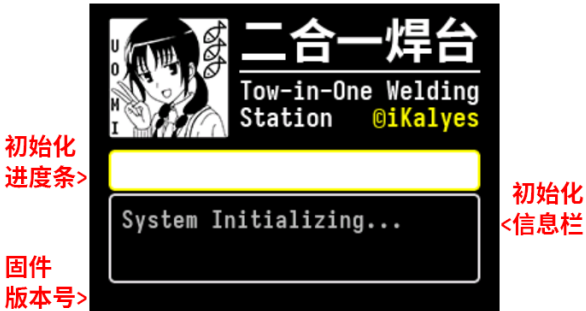 UOHI
二合一焊台
Tow-in-One Welding
Station ©iKalyes
初始化
进度条>
System Initializing...
初始化
<信息栏
固件
版本号>